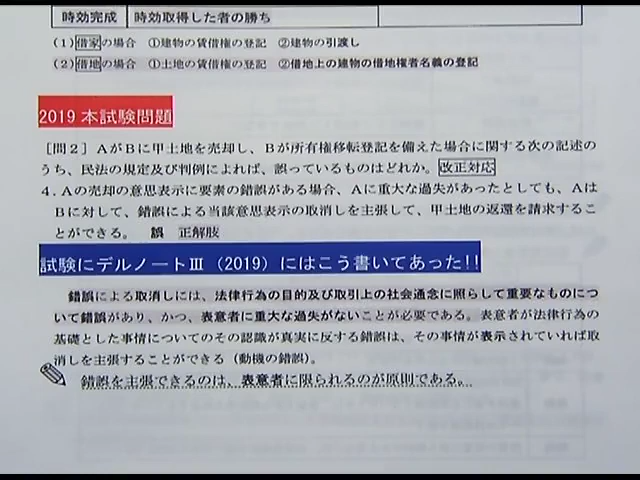 時効完成 時効取得した者の勝ち
(1)借家の場合 ①建物の賃借権の登記 ②建物の引渡し
(2)借地の場合 ①土地の賃借権の登記 ②借地上の建物の借地権者名義の登記
2019 本試験問題
［問2］AがBに甲土地を売却し、Bが所有権移転登記を備えた場合に関する次の記述の
うち、民法の規定及び判例によれば、誤っているものはどれか。改正対応
4．Aの売却の意思表示に要素の錯誤がある場合、Aに重大な過失があったとしても、Aは
Bに対して、錯誤による当該意思表示の取消しを主張して、甲土地の返還を請求するこ
とができる。 誤 正解肢
試験にデルノートⅢ（2019）にはこう書いてあった!!
錯誤による取消しには、法律行為の目的及び取引上の社会通念に照らして重要なものにつ
いて錯誤があり、かつ、表意者に重大な過失がないことが必要である。表意者が法律行為の
基礎とした事情についてのその認識が真実に反する錯誤は、その事情が表示されていれば取
消しを主張することができる（動機の錯誤）。
錯誤を主張できるのは、表意者に限られるのが原則である。